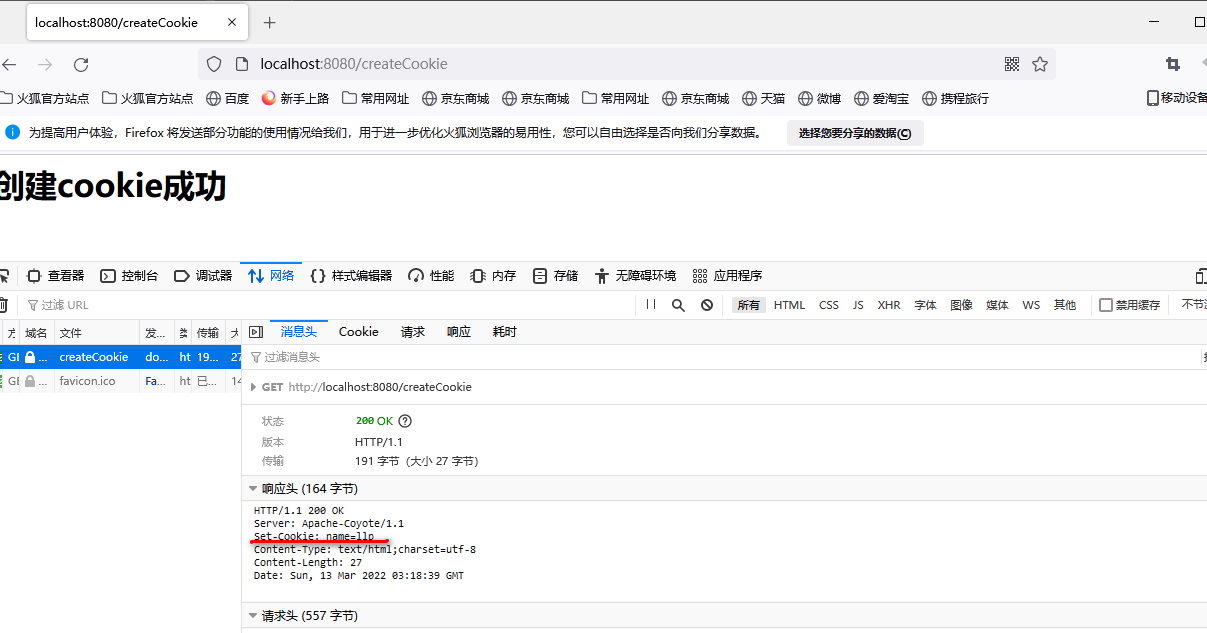 localhost:8080/createCookie
localhost:8080/createCookie
火狐官方站点 火狐官方站点 百度 新手上路 常用网址 京东商城 京东商城 常用网址 京东商城 天猫 微博 爱淘宝 携程旅行 移动设备
为提高用户体验，Firefox 将发送部分功能的使用情况给我们，用于进一步优化火狐浏览器的易用性，您可以自由选择是否向我们分享数据。 选择您要分享的数据(C)
创建cookie成功
查看器 控制台 调试器 网络 样式编辑器 性能 内存 存储 无障碍环境 应用程序
过滤 URL 所有 HTML CSS JS XHR 字体 图像 媒体 WS 其他 禁用缓存 不节
域名 文件 发... 传输 消息头 Cookie 请求 响应 耗时
GI ... createCookie do... ht 19... 27 过滤消息头
GI ... favicon.ico Fa... ht 已... 14
GET http://localhost:8080/createCookie
状态 200 OK
版本 HTTP/1.1
传输 191 字节 (大小 27 字节)
响应头 (164 字节)
HTTP/1.1 200 OK
Server: Apache-Coyote/1.1
Set-Cookie: name=llp
Content-Type: text/html;charset=utf-8
Content-Length: 27
Date: Sun, 13 Mar 2022 03:18:39 GMT
请求头 (557 字节)